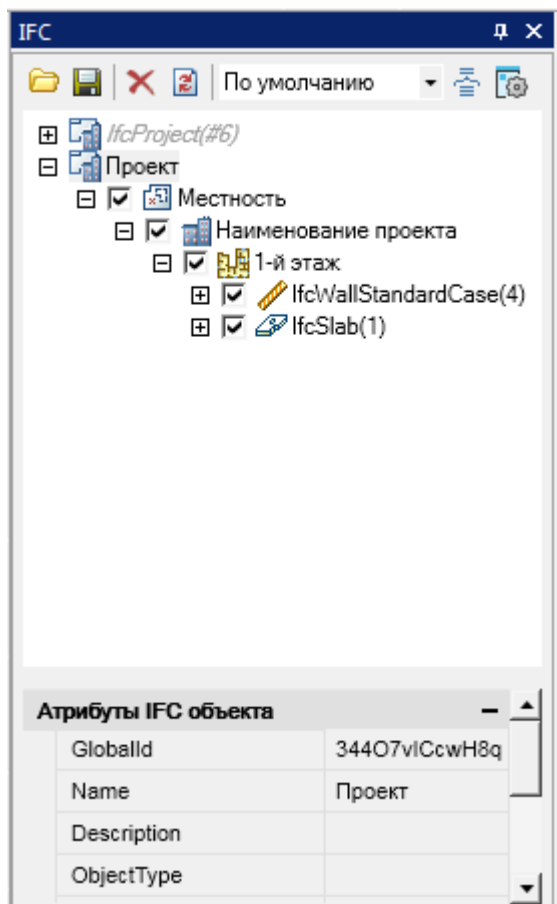 IFC
По умолчанию
IfcProject(#6)
Проект
Местность
Наименование проекта
1-й этаж
IfcWallStandardCase(4)
IfcSlab(1)
Атрибуты IFC объекта
GlobalId 344O7vICcwH8q
Name Проект
Description
ObjectType